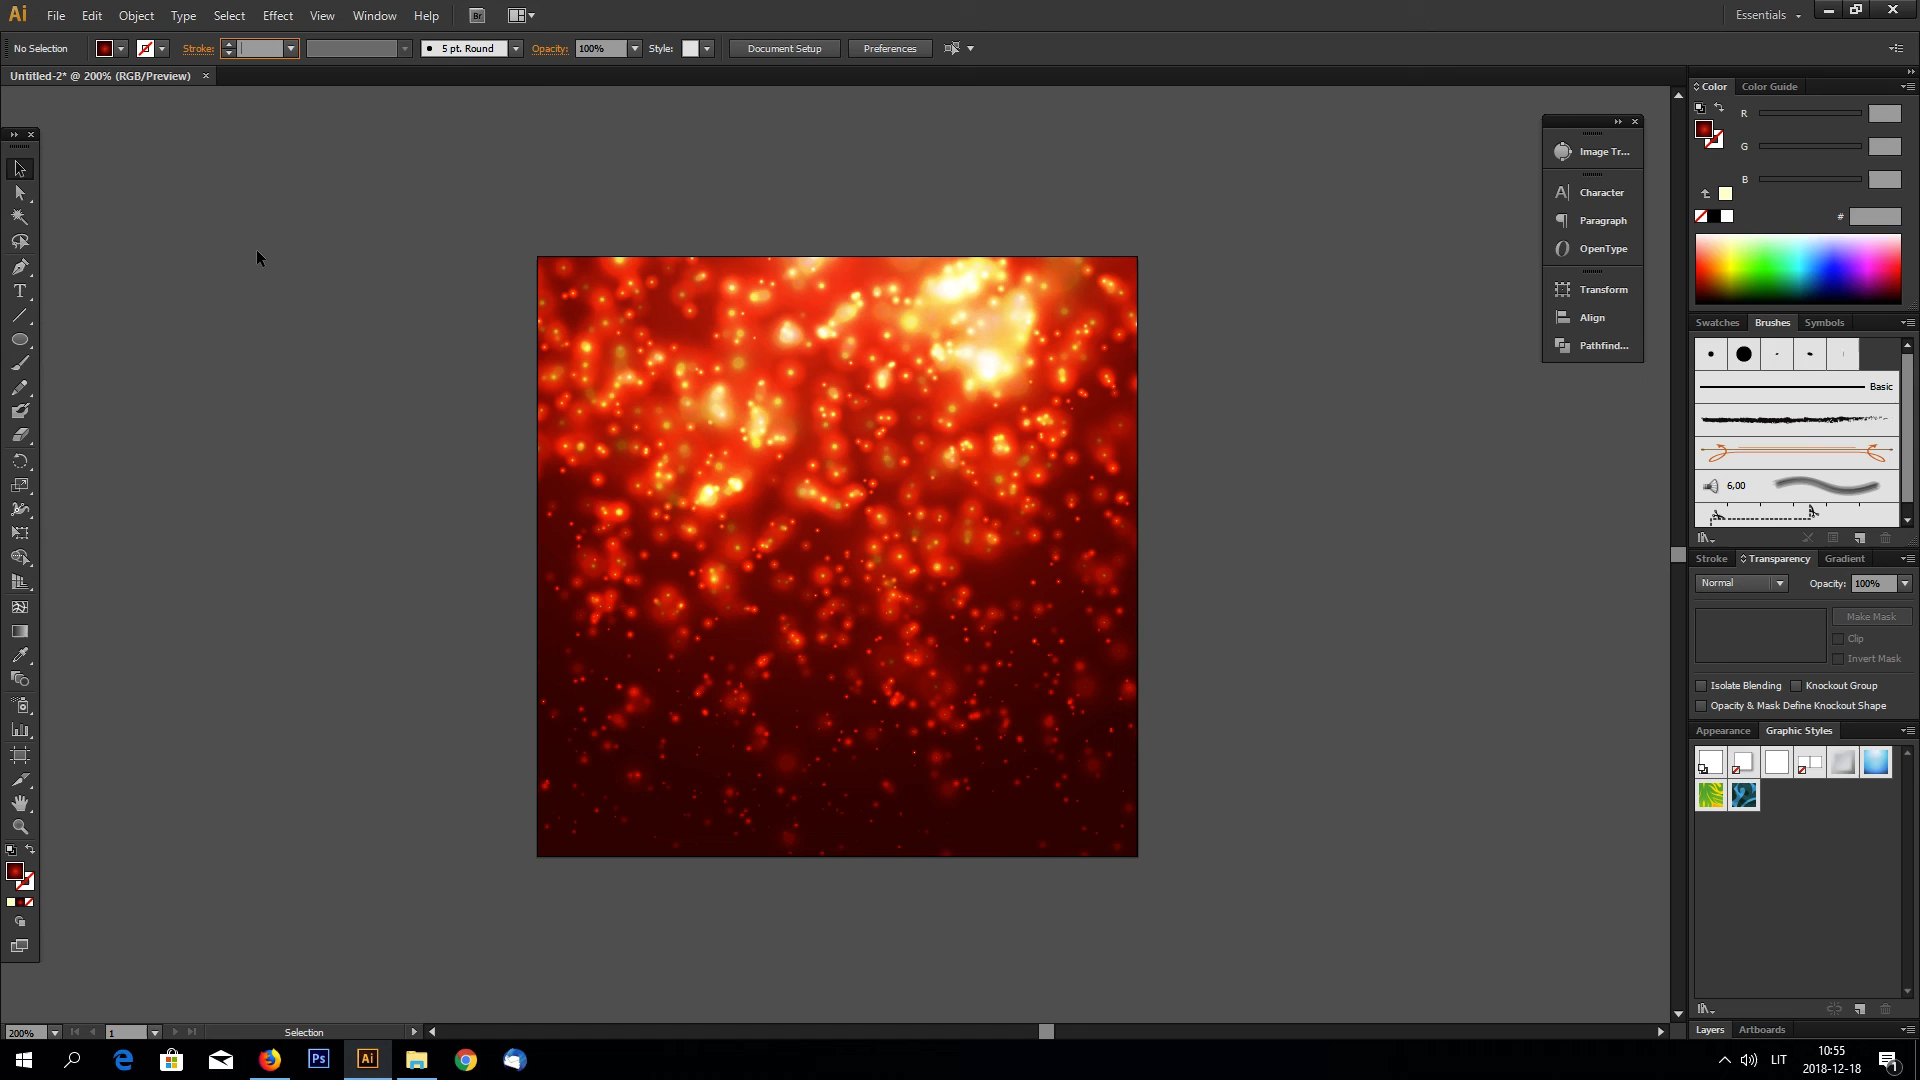 Ai File Edit Object Type Select Effect View Window Help Br Essentials
No Selection Stroke: 5 pt. Round Opacity: 100% Style: Document Setup Preferences
Untitled-2* @ 200% (RGB/Preview)
Color Color Guide
R
G
B
#
Image Tr...
Character
Paragraph
OpenType
Transform
Align
Pathfind...
Swatches Brushes Symbols
Basic
6,00
Stroke Transparency Gradient
Normal Opacity: 100%
Make Mask
Clip
Invert Mask
Isolate Blending Knockout Group
Opacity & Mask Define Knockout Shape
Appearance Graphic Styles
Layers Artboards
200% 1 Selection
Ps Ai LIT
10:55
2018-12-18
1